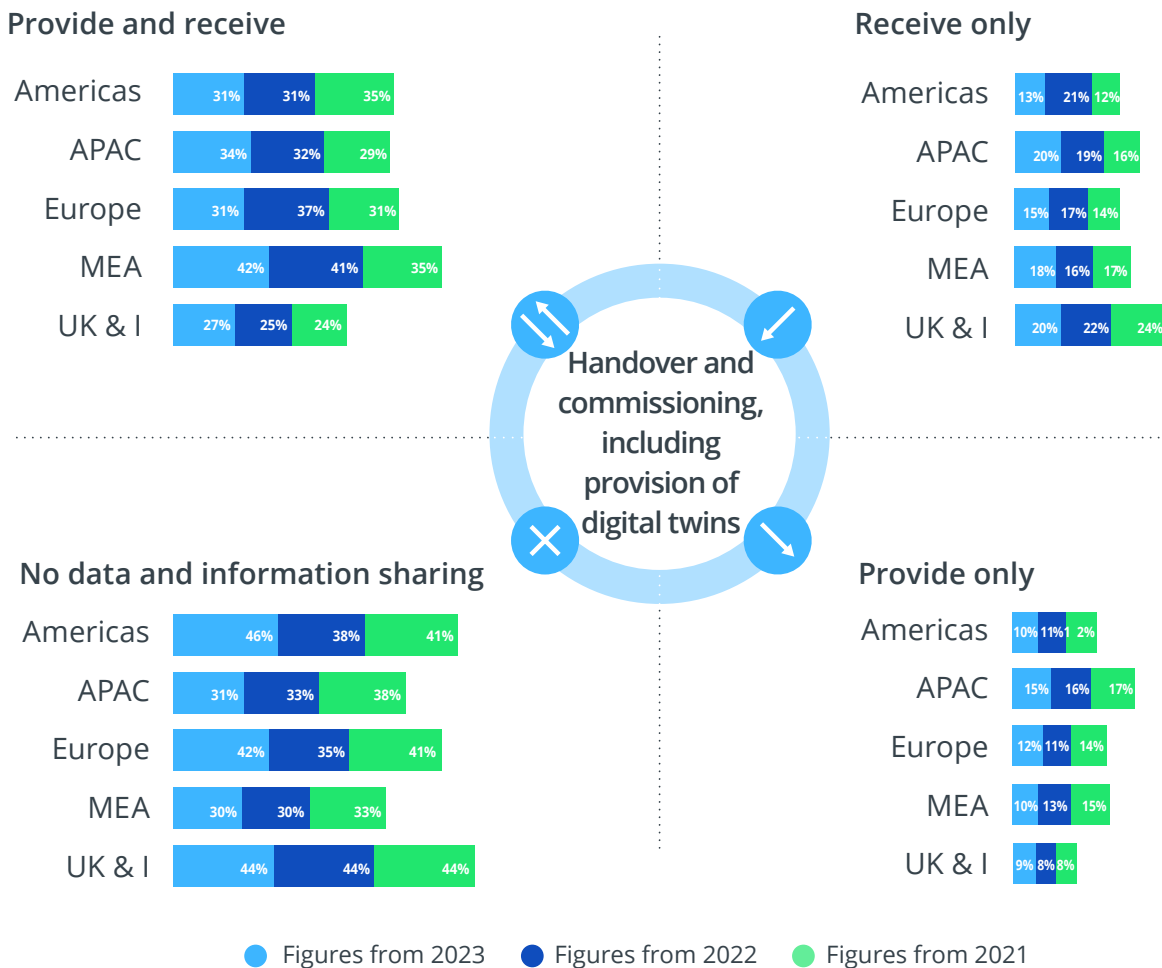 Provide and receive
Americas 31% 31% 35%
APAC 34% 32% 29%
Europe 31% 37% 31%
MEA 42% 41% 35%
UK & I 27% 25% 24%
Receive only
Americas 13% 21% 12%
APAC 20% 19% 16%
Europe 15% 17% 14%
MEA 18% 16% 17%
UK & I 20% 22% 24%
Handover and
commissioning,
including
provision of
digital twins
No data and information sharing
Americas 46% 38% 41%
APAC 31% 33% 38%
Europe 42% 35% 41%
MEA 30% 30% 33%
UK & I 44% 44% 44%
Provide only
Americas 10% 11% 1 2%
APAC 15% 16% 17%
Europe 12% 11% 14%
MEA 10% 13% 15%
UK & I 9% 8% 8%
Figures from 2023 Figures from 2022 Figures from 2021